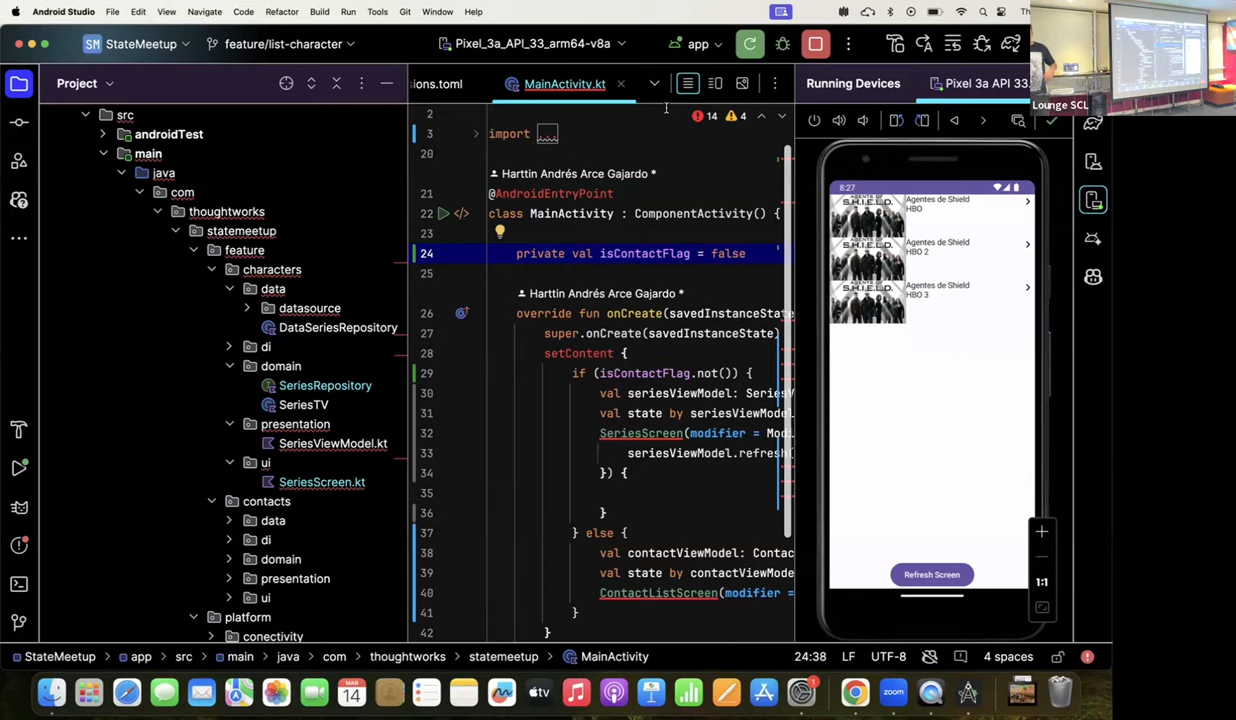 Android Studio File Edit View Navigate Code Refactor Build Run Tools Git Window Help
SM StateMeetup feature/list-character Pixel_3a_API_33_arm64-v8a app
Project
sions.toml MainActivity.kt
Running Devices Pixel 3a API 33
Lounge SCL
src
androidTest
main
java
com
thoughtworks
statemeetup
feature
characters
data
datasource
DataSeriesRepository
di
domain
SeriesRepository
SeriesTV
presentation
SeriesViewModel.kt
ui
SeriesScreen.kt
contacts
data
di
domain
presentation
ui
platform
conectivity
14 4
2
3 import ...
20
Harttin Andrés Arce Gajardo *
21 @AndroidEntryPoint
22 class MainActivity : ComponentActivity() {
23
24 private val isContactFlag = false
25
Harttin Andrés Arce Gajardo *
26 override fun onCreate(savedInstanceState
27 super.onCreate(savedInstanceState)
28 setContent {
29 if (isContactFlag.not()) {
30 val seriesViewModel: SeriesV
31 val state by seriesViewModel
32 SeriesScreen(modifier = Mod
33 seriesViewModel.refresh(
34 }) {
35
36 }
37 } else {
38 val contactViewModel: Contac
39 val state by contactViewMode
40 ContactListScreen(modifier =
41 }
42 }
8:27
Agentes de Shield
HBO
Agentes de Shield
HBO 2
Agentes de Shield
HBO 3
Refresh Screen
1:1
StateMeetup app src main java com thoughtworks statemeetup MainActivity
24:38 LF UTF-8 4 spaces
MAR
14
tv
zoom
1